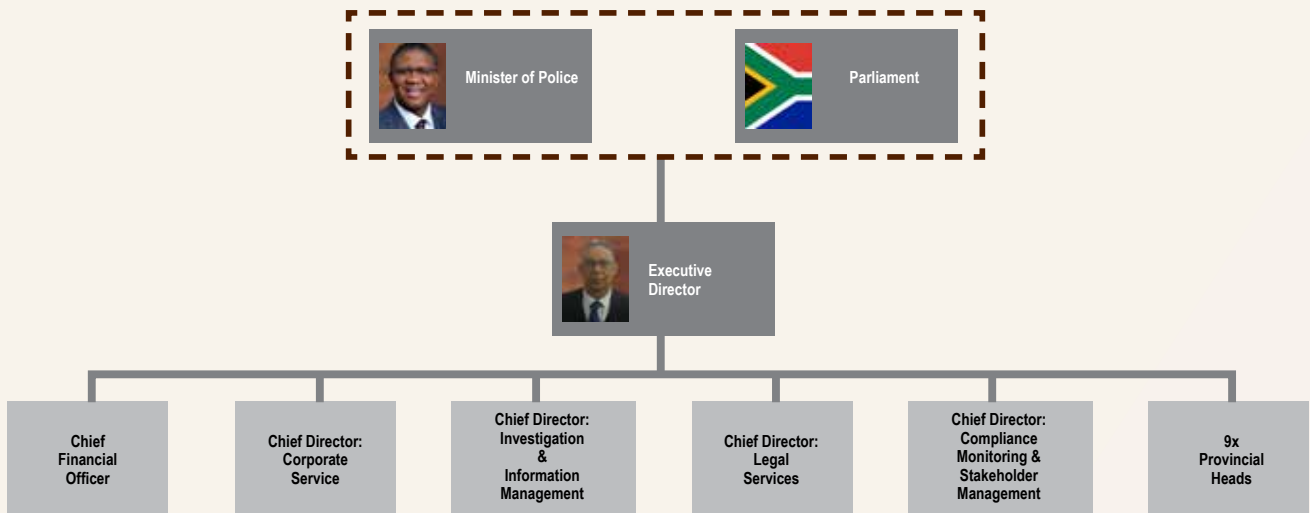 Minister of Police
Parliament
Executive
Director
Chief
Financial
Officer
Chief Director:
Corporate
Service
Chief Director:
Investigation
&
Information
Management
Chief Director:
Legal
Services
Chief Director:
Compliance
Monitoring &
Stakeholder
Management
9x
Provincial
Heads